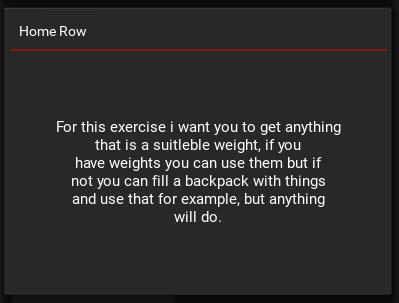 Home Row
For this exercise i want you to get anything
that is a suitleble weight, if you
have weights you can use them but if
not you can fill a backpack with things
and use that for example, but anything
will do.